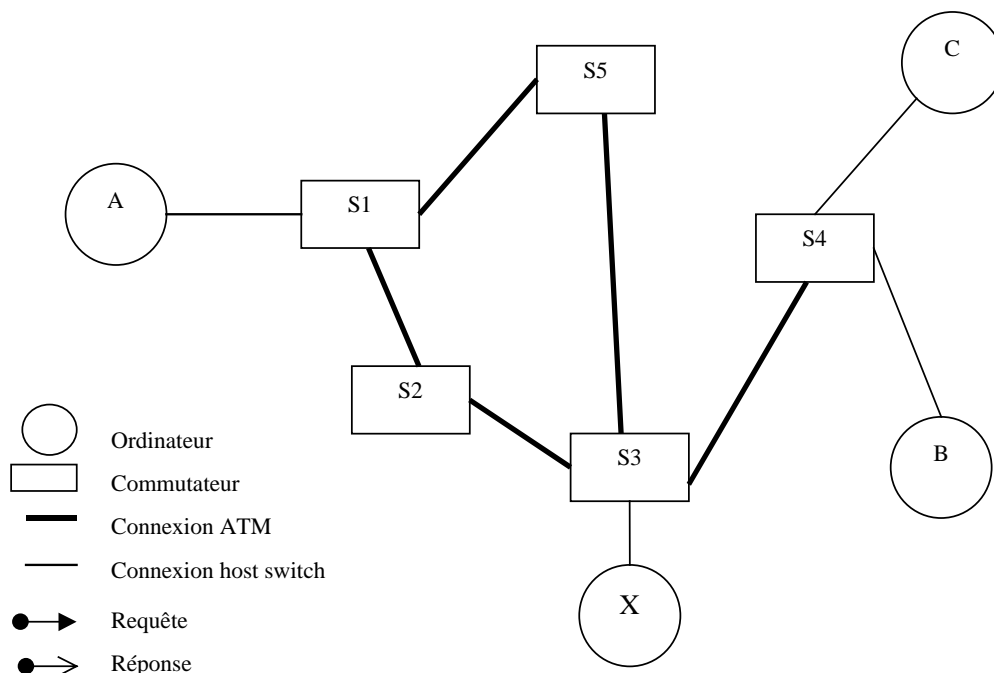 C
S5
A
S1
S4
S2
S3
B
X
Ordinateur
Commutateur
Connexion ATM
Connexion host switch
Requête
Réponse